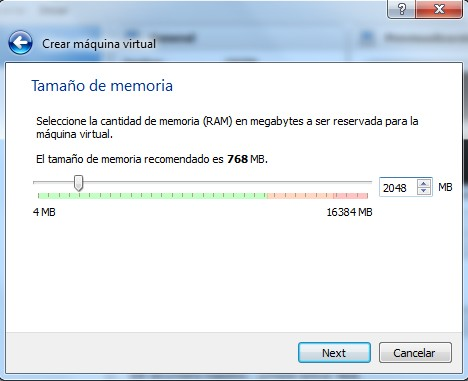 Crear máquina virtual
Tamaño de memoria
Seleccione la cantidad de memoria (RAM) en megabytes a ser reservada para la
máquina virtual.
El tamaño de memoria recomendado es 768 MB.
2048 MB
4 MB 16384 MB
Next Cancelar